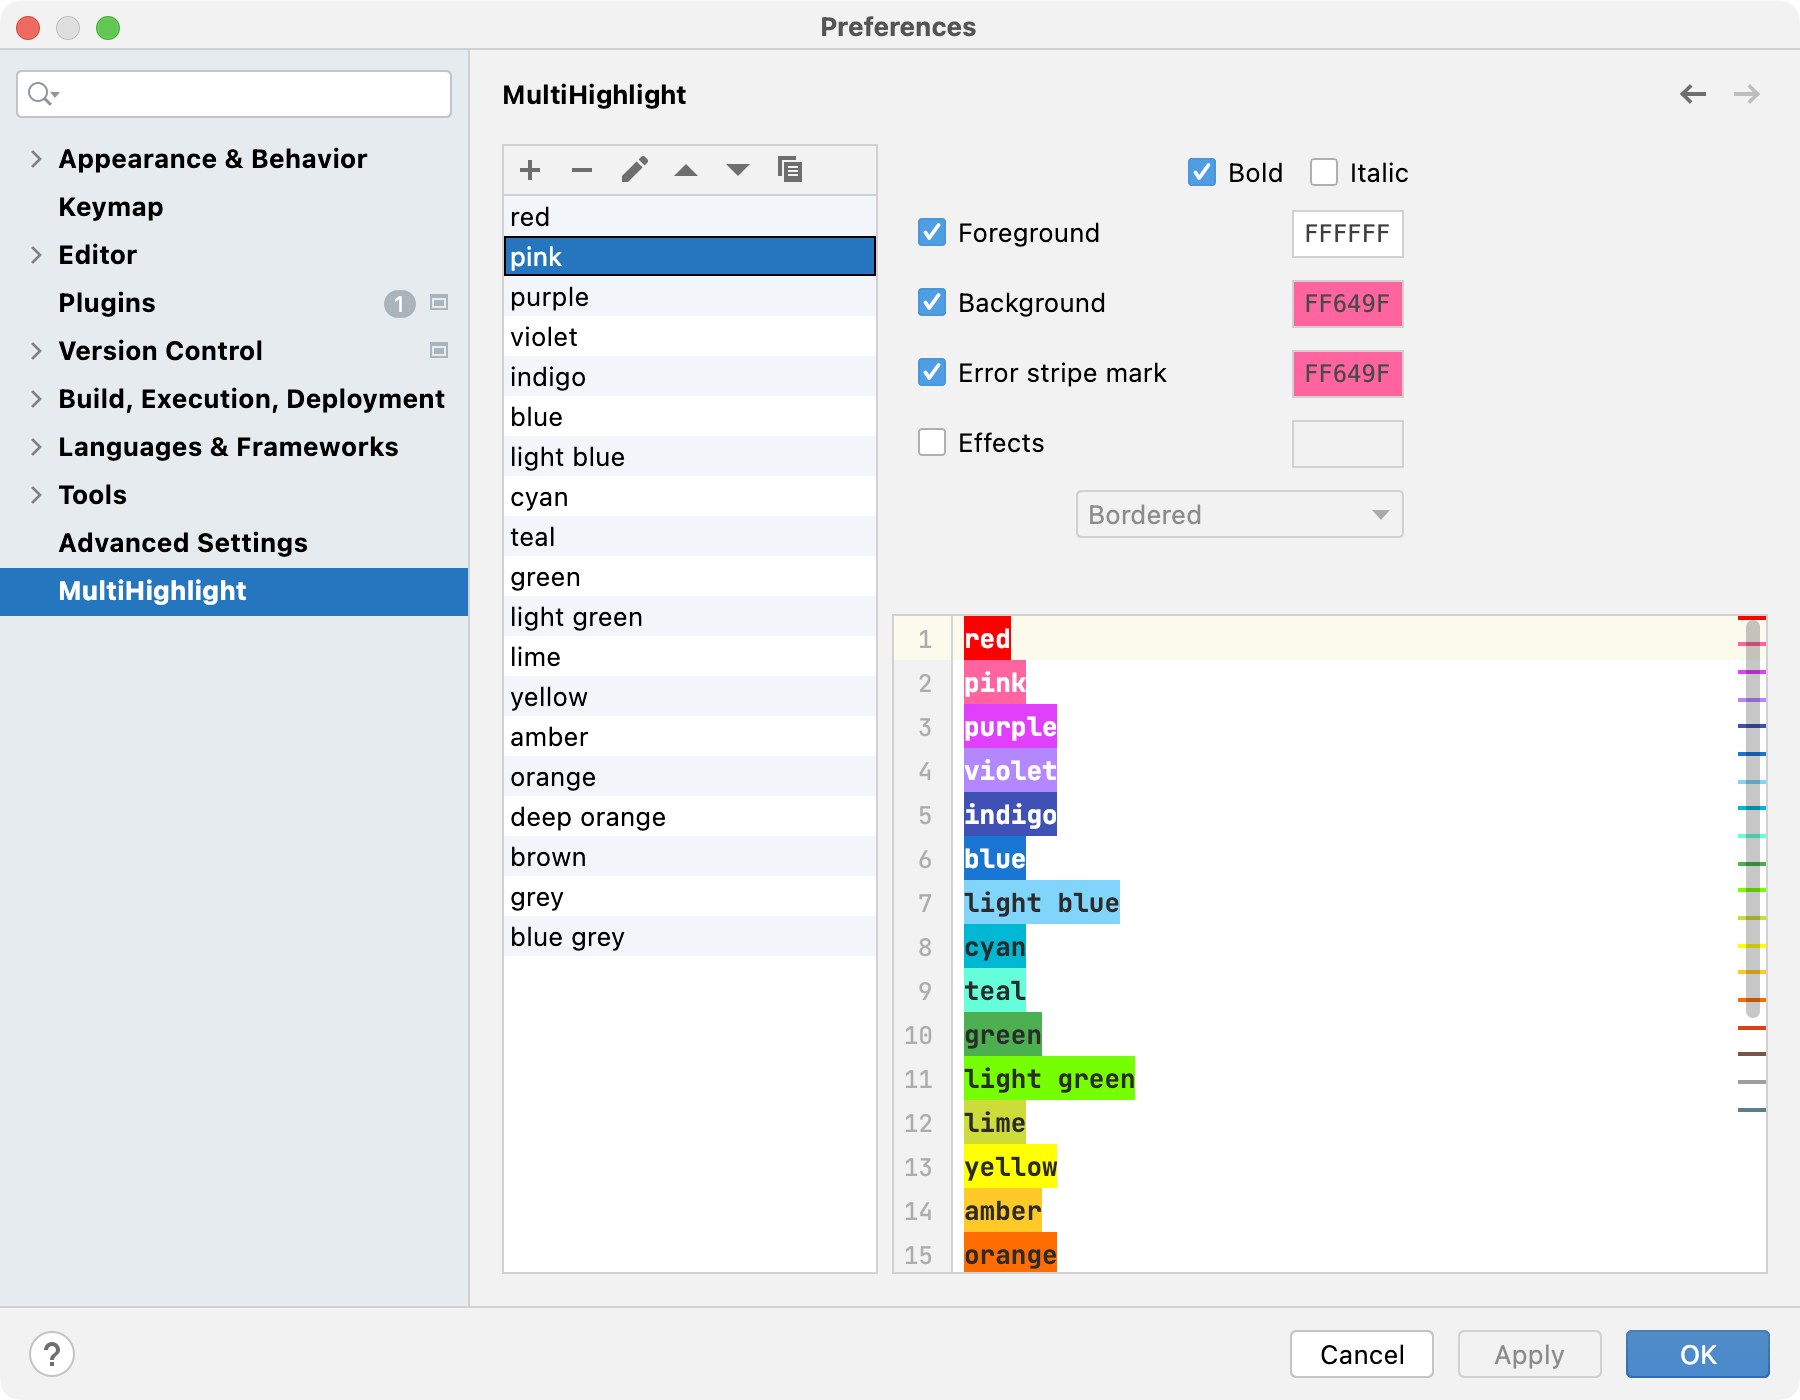 Preferences
Appearance & Behavior
Keymap
Editor
Plugins 1
Version Control
Build, Execution, Deployment
Languages & Frameworks
Tools
Advanced Settings
MultiHighlight
MultiHighlight
red
pink
purple
violet
indigo
blue
light blue
cyan
teal
green
light green
lime
yellow
amber
orange
deep orange
brown
grey
blue grey
Bold Italic
Foreground FFFFFF
Background FF649F
Error stripe mark FF649F
Effects
Bordered
1 red
2 pink
3 purple
4 violet
5 indigo
6 blue
7 light blue
8 cyan
9 teal
10 green
11 light green
12 lime
13 yellow
14 amber
15 orange
? Cancel Apply OK